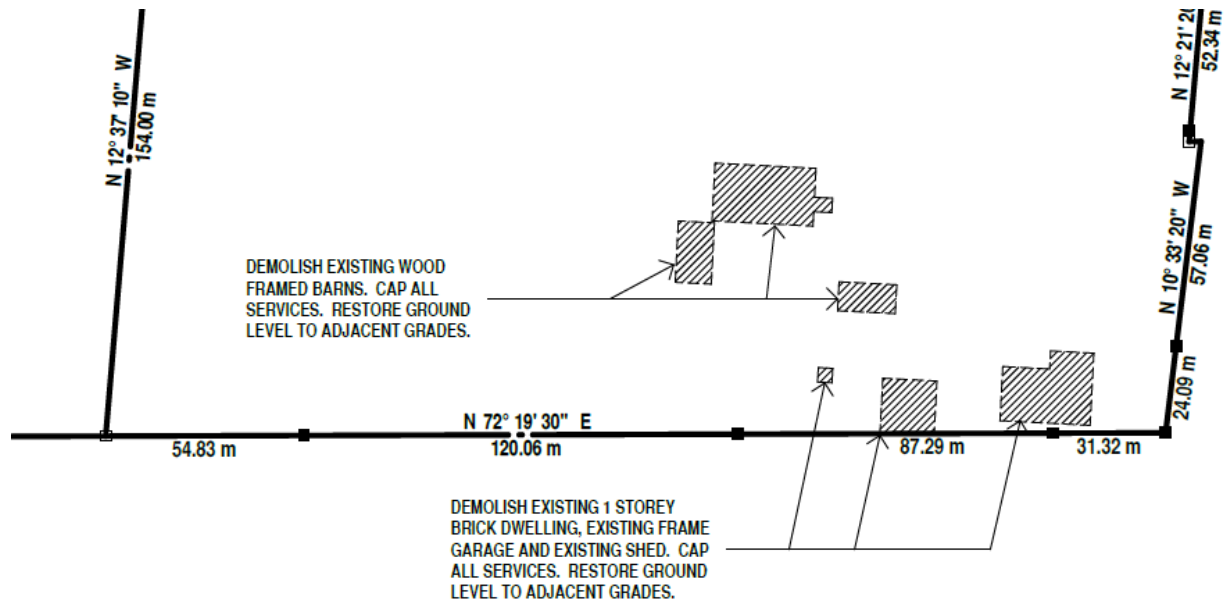 N 12° 37' 10" W
154.00 m
N 12° 21' 20
52.34 m
N 10° 33' 20" W
57.06 m
24.09 m
DEMOLISH EXISTING WOOD
FRAMED BARNS. CAP ALL
SERVICES. RESTORE GROUND
LEVEL TO ADJACENT GRADES.
N 72° 19' 30" E
54.83 m
120.06 m
87.29 m
31.32 m
DEMOLISH EXISTING 1 STOREY
BRICK DWELLING, EXISTING FRAME
GARAGE AND EXISTING SHED. CAP
ALL SERVICES. RESTORE GROUND
LEVEL TO ADJACENT GRADES.